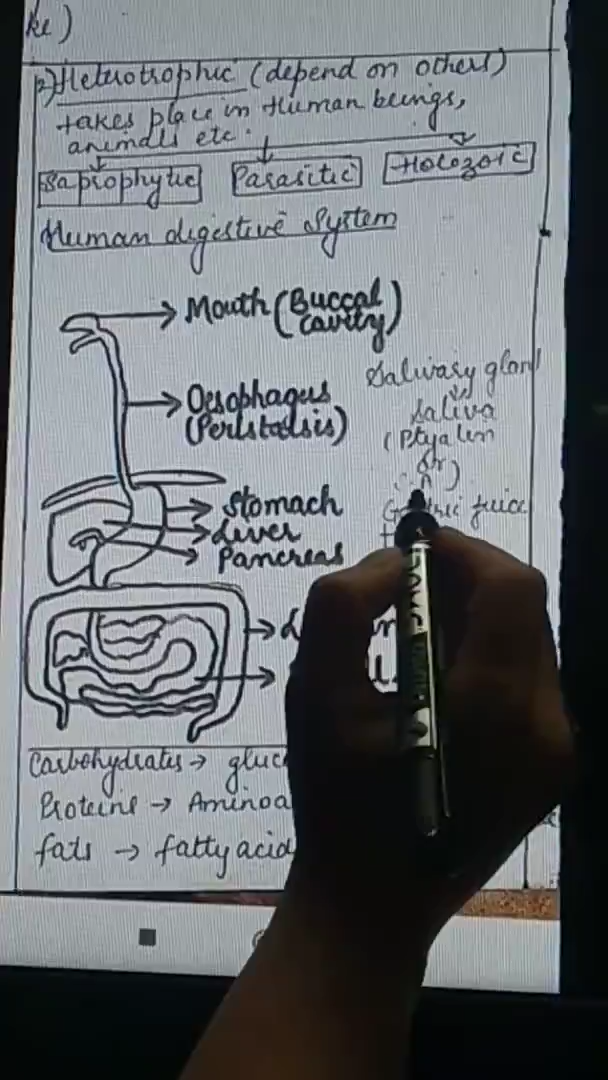 2) Heterotrophic (depend on others)
takes place in Human beings,
animals etc.
Saprophytic Parasitic Holozoic
Human digestive System
Mouth (Buccal
cavity)
Oesophagus
(Peristalsis)
Salivary gland
Saliva
(Ptyalin
or
)
Stomach
Liver
Pancreas
juice
Carbohydrates → gluc
Proteins → Aminoa
fats → fatty acid